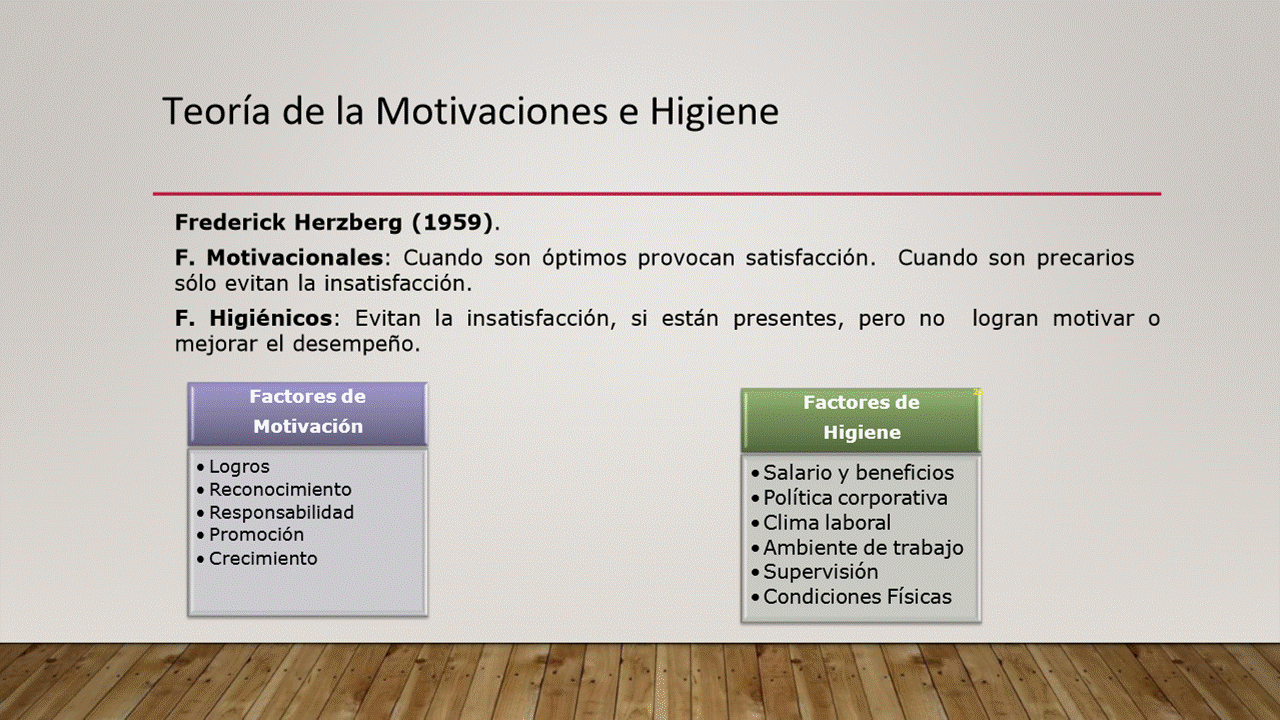 Teoría de la Motivaciones e Higiene
Frederick Herzberg (1959).
F. Motivacionales: Cuando son óptimos provocan satisfacción. Cuando son precarios
sólo evitan la insatisfacción.
F. Higiénicos: Evitan la insatisfacción, si están presentes, pero no logran motivar o
mejorar el desempeño.
Factores de
Motivación
• Logros
• Reconocimiento
• Responsabilidad
• Promoción
• Crecimiento
Factores de
Higiene
• Salario y beneficios
• Política corporativa
• Clima laboral
• Ambiente de trabajo
• Supervisión
• Condiciones Físicas